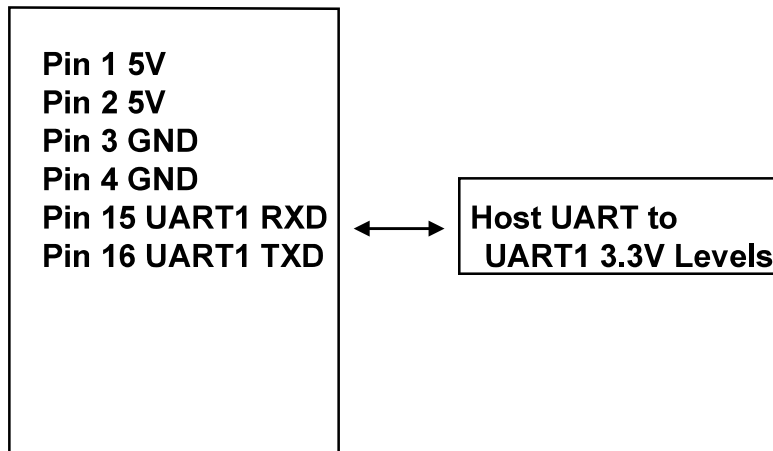 Pin 1 5V
Pin 2 5V
Pin 3 GND
Pin 4 GND
Pin 15 UART1 RXD
Pin 16 UART1 TXD
Host UART to
UART1 3.3V Levels